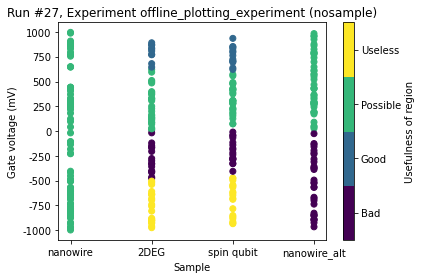 Run #27, Experiment offline_plotting_experiment (nosample)
1000
750
500
250
0
-250
-500
-750
-1000
Gate voltage (mV)
nanowire
2DEG
spin qubit
nanowire_alt
Sample
Useless
Possible
Good
Bad
Usefulness of region